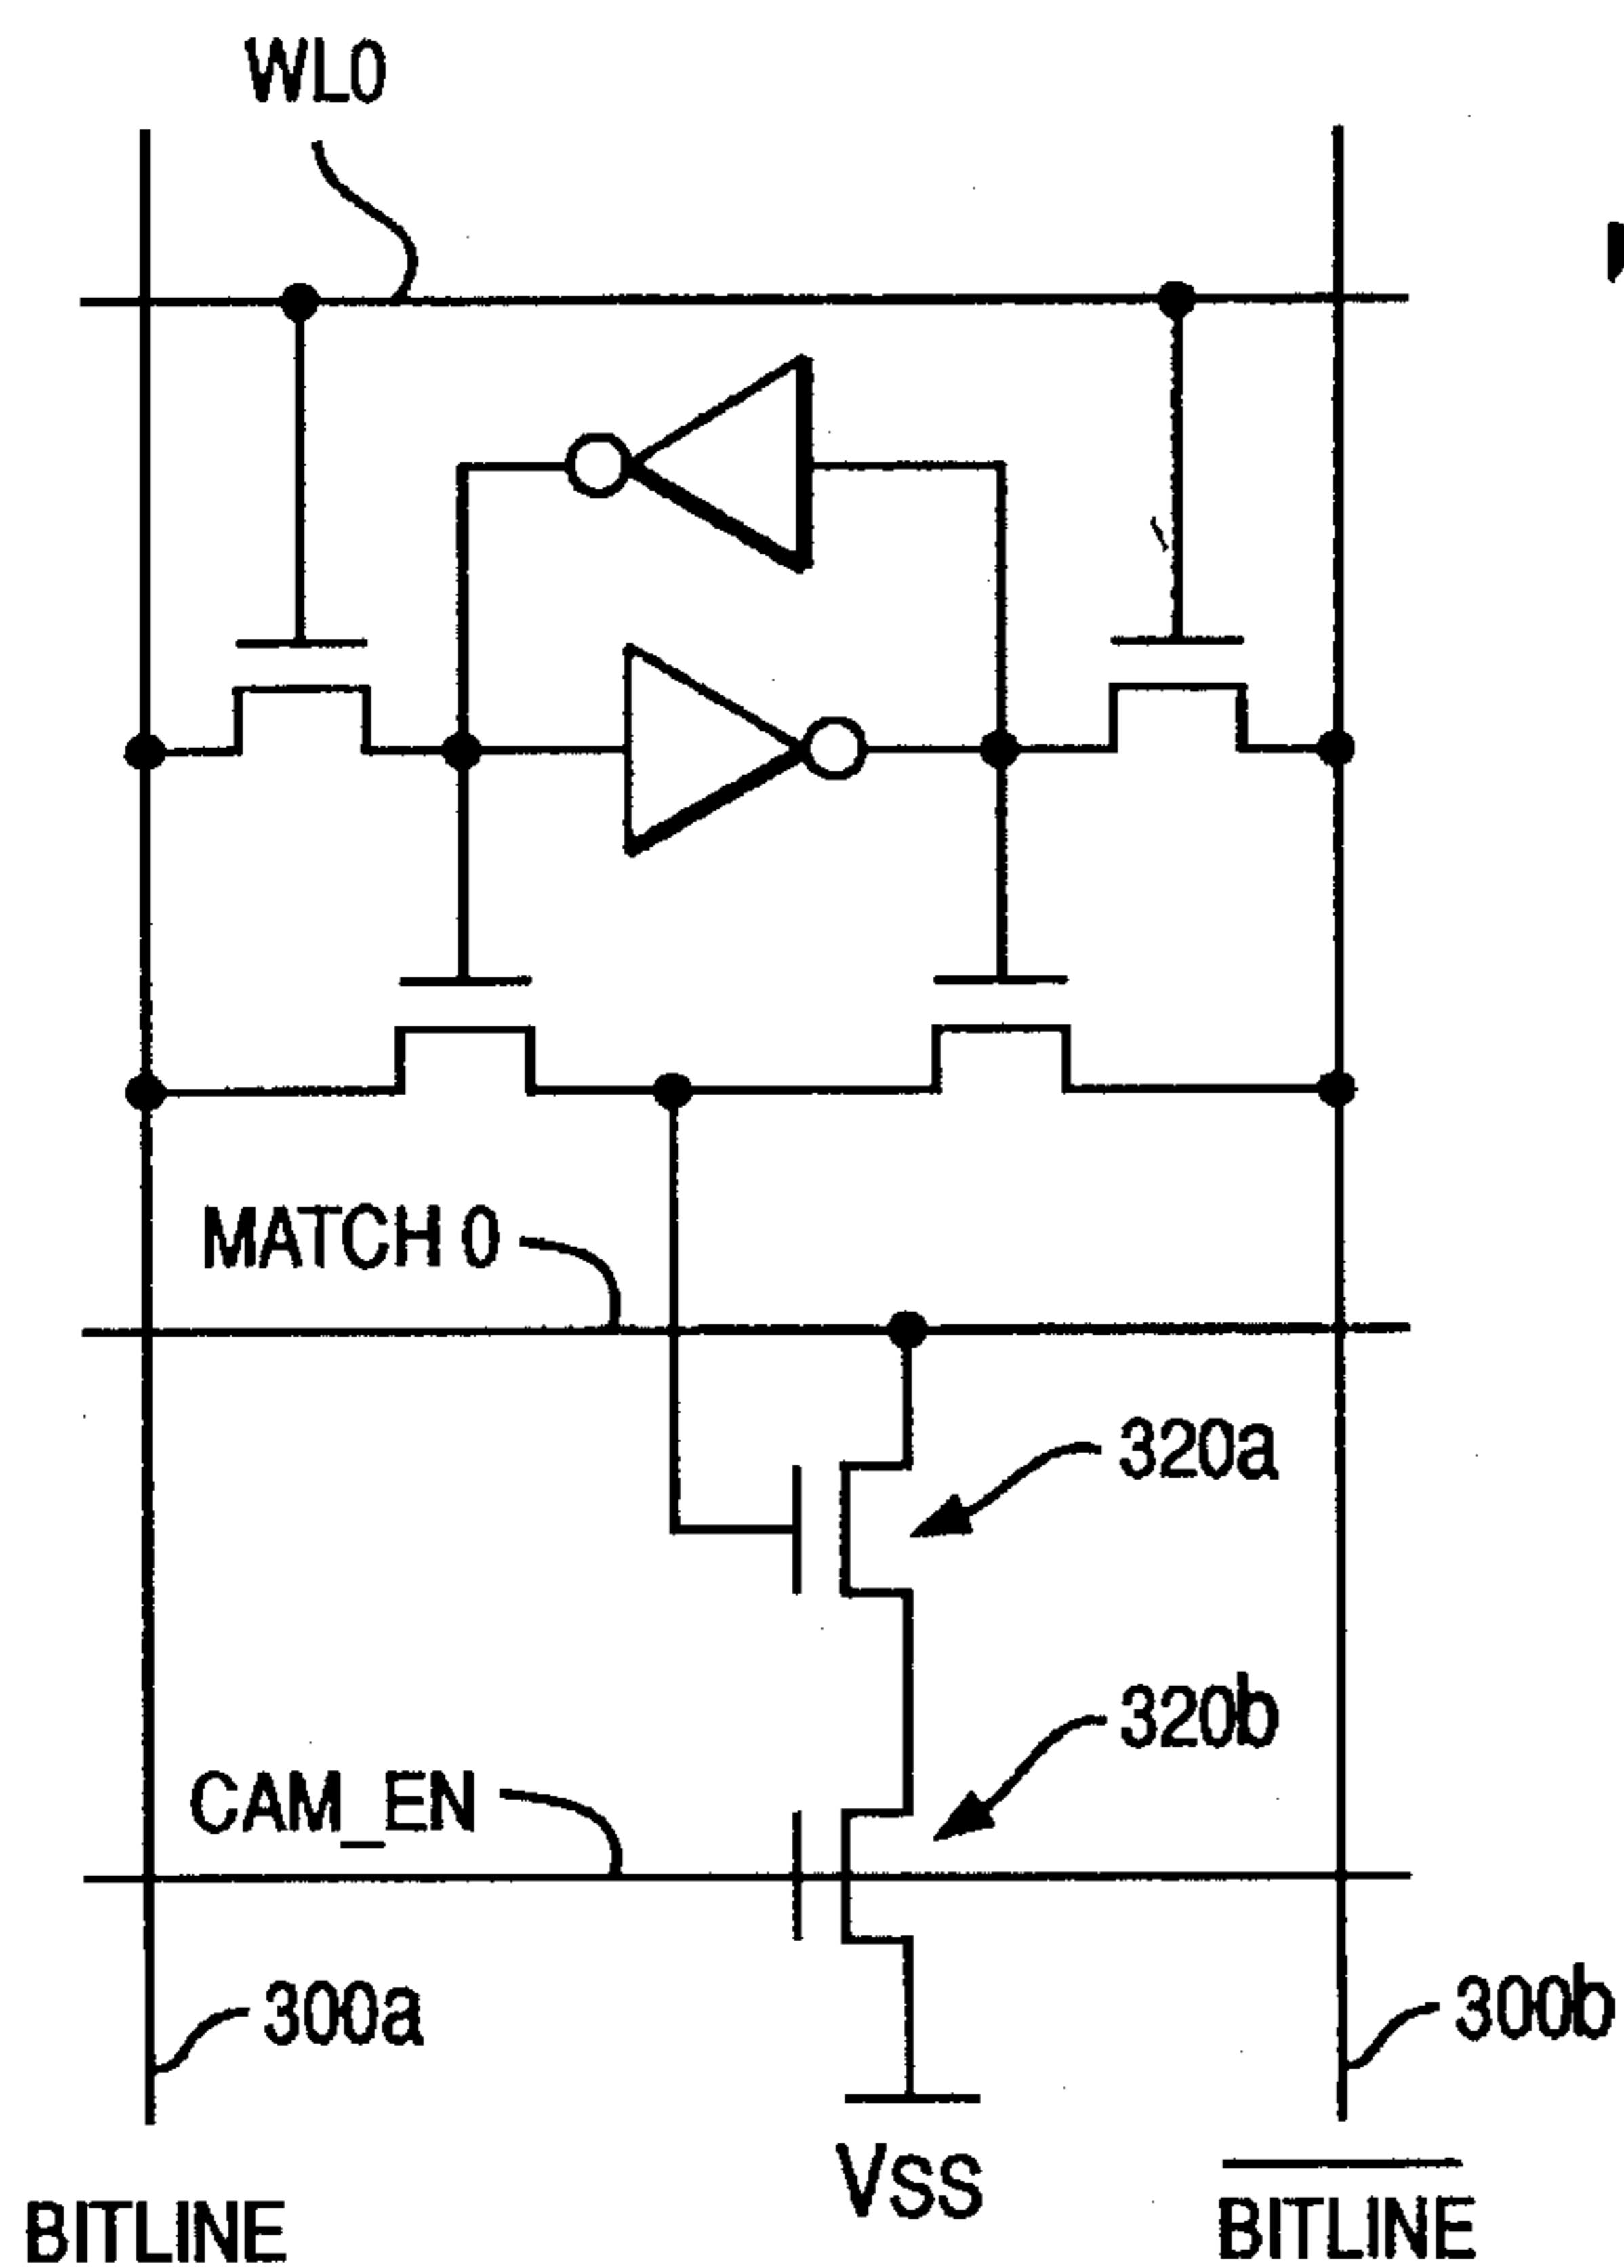 WL0
MATCH 0
320a
320b
CAM_EN
300a
300b
VSS
BITLINE
BITLINE